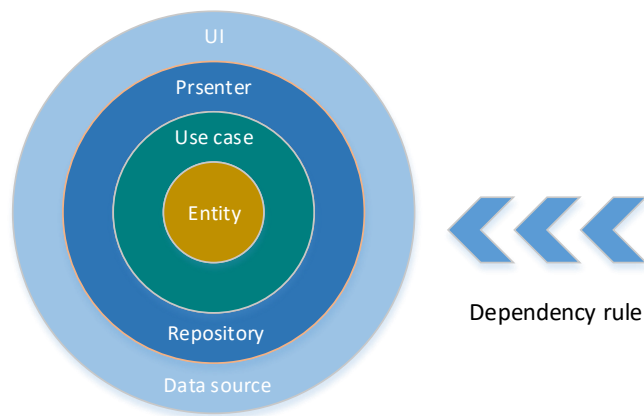 UI
Prsenter
Use case
Entity
Repository
Data source
Dependency rule